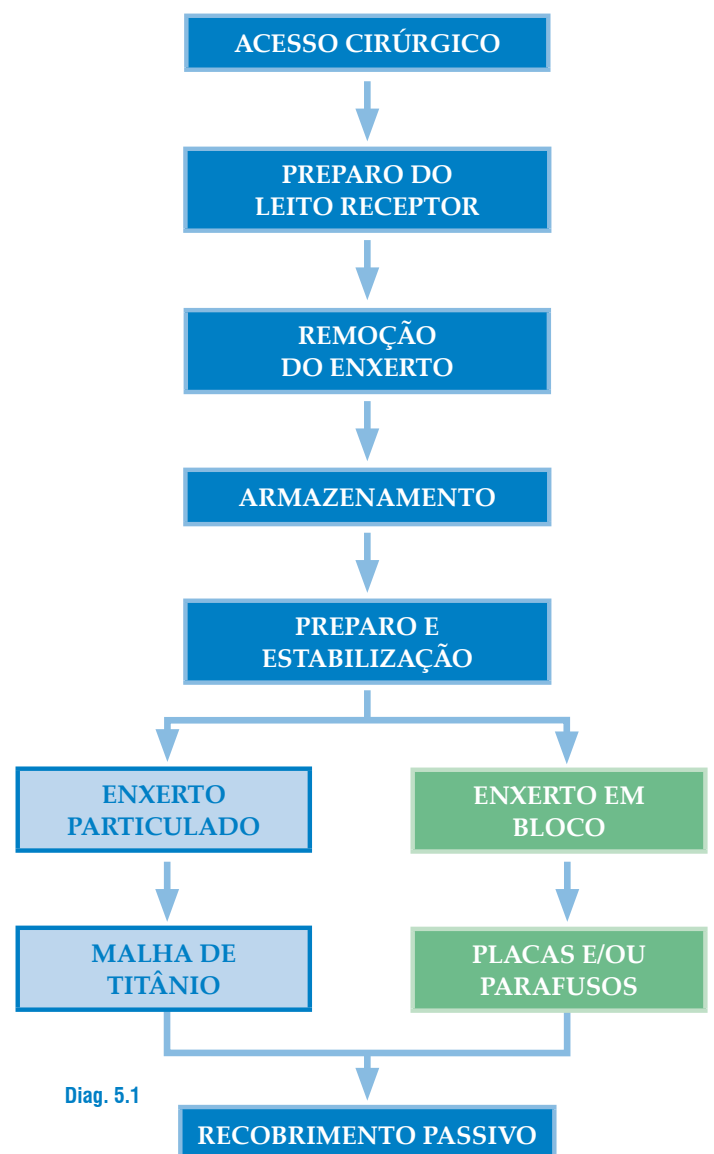 ACESSO CIRÚRGICO
PREPARO DO
LEITO RECEPTOR
REMOÇÃO
DO ENXERTO
ARMAZENAMENTO
PREPARO E
ESTABILIZAÇÃO
ENXERTO
PARTICULADO
ENXERTO EM
BLOCO
MALHA DE
TITÂNIO
PLACAS E/OU
PARAFUSOS
Diag. 5.1
RECOBRIMENTO PASSIVO